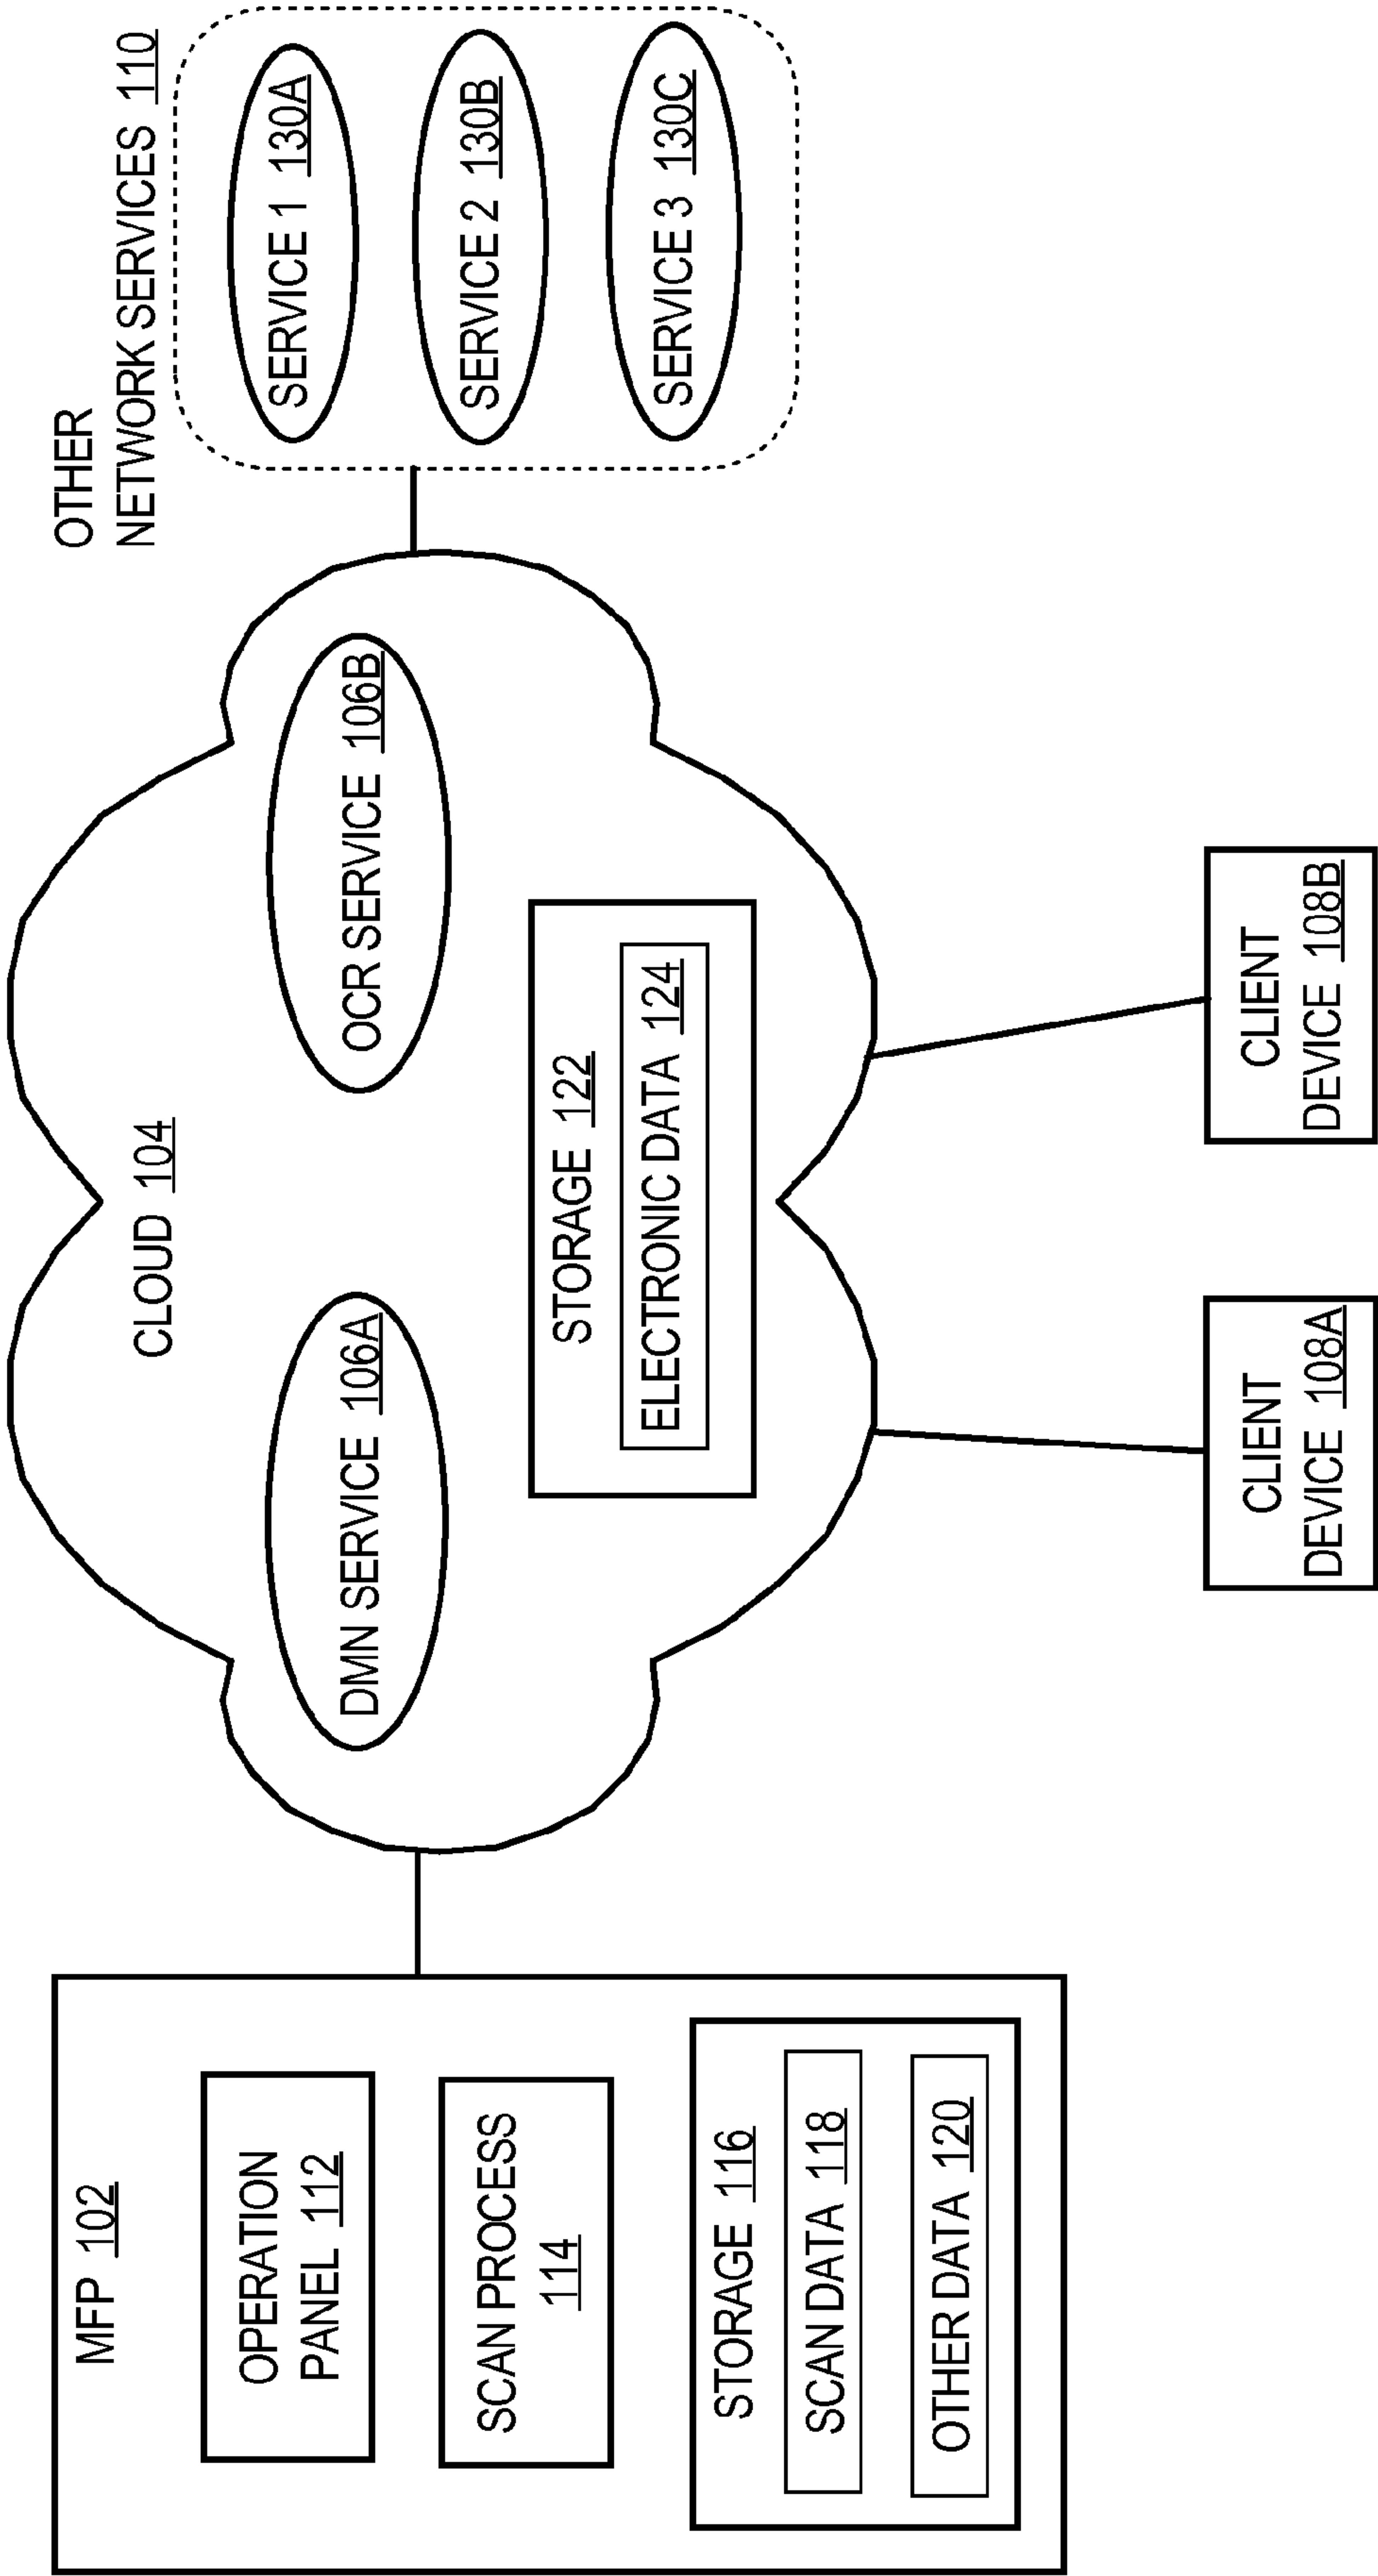 MFP 102
OPERATION
PANEL 112
SCAN PROCESS
114
STORAGE 116
SCAN DATA 118
OTHER DATA 120
CLOUD 104
DMN SERVICE 106A
OCR SERVICE 106B
STORAGE 122
ELECTRONIC DATA 124
CLIENT
DEVICE 108A
CLIENT
DEVICE 108B
OTHER
NETWORK SERVICES 110
SERVICE 1 130A
SERVICE 2 130B
SERVICE 3 130C